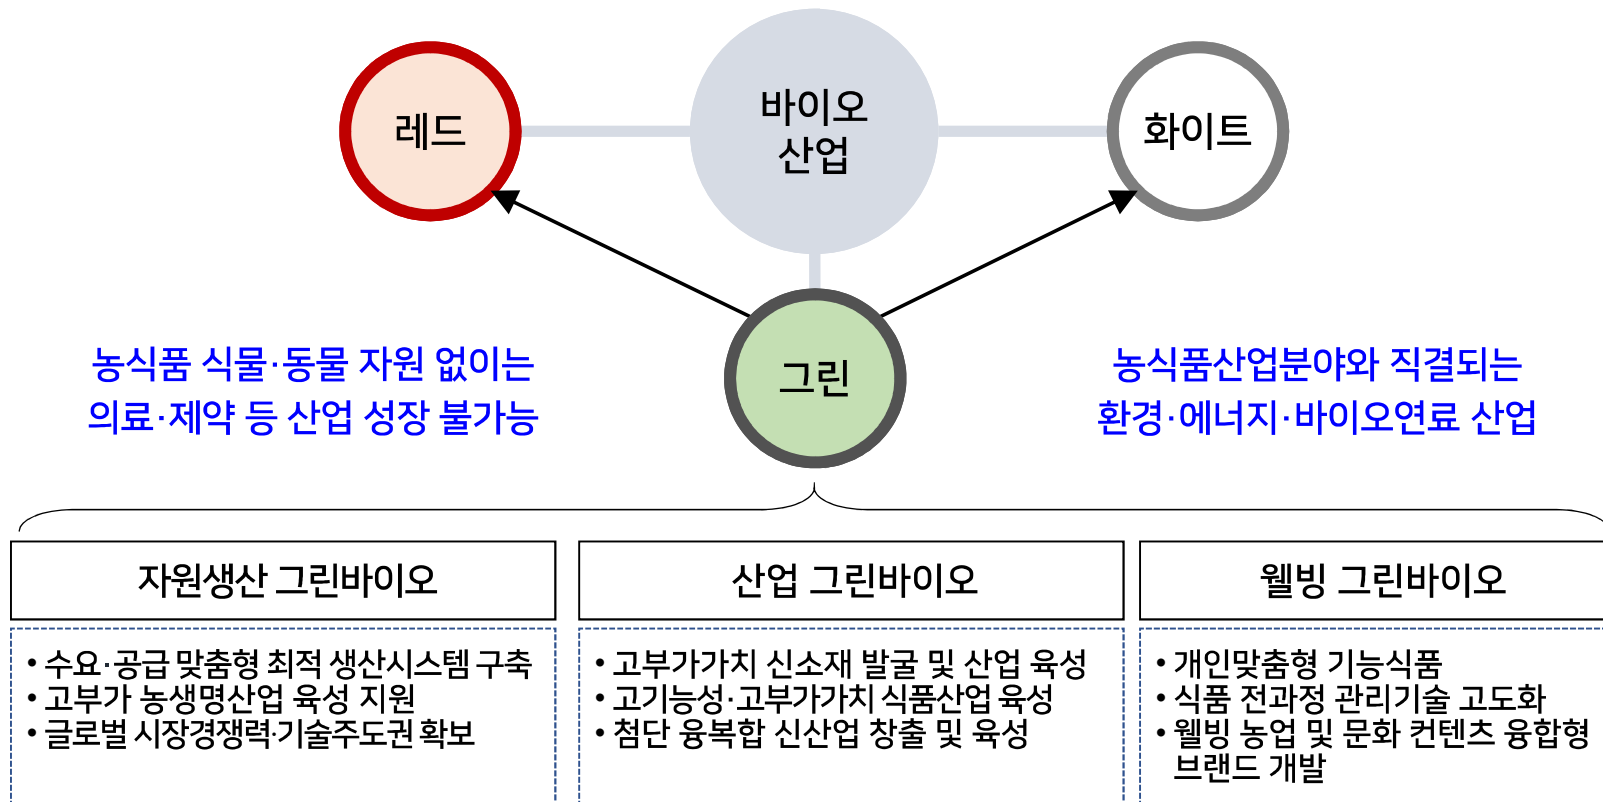 바이오
산업
레드
화이트
그린
농식품 식물·동물 자원 없이는
의료·제약 등 산업 성장 불가능
농식품산업분야와 직결되는
환경·에너지·바이오연료 산업
자원생산 그린바이오
• 수요·공급 맞춤형 최적 생산시스템 구축
• 고부가 농생명산업 육성 지원
• 글로벌 시장경쟁력·기술주도권 확보
산업 그린바이오
• 고부가가치 신소재 발굴 및 산업 육성
• 고기능성·고부가가치 식품산업 육성
• 첨단 융복합 신산업 창출 및 육성
웰빙 그린바이오
• 개인맞춤형 기능식품
• 식품 전과정 관리기술 고도화
• 웰빙 농업 및 문화 컨텐츠 융합형
브랜드 개발